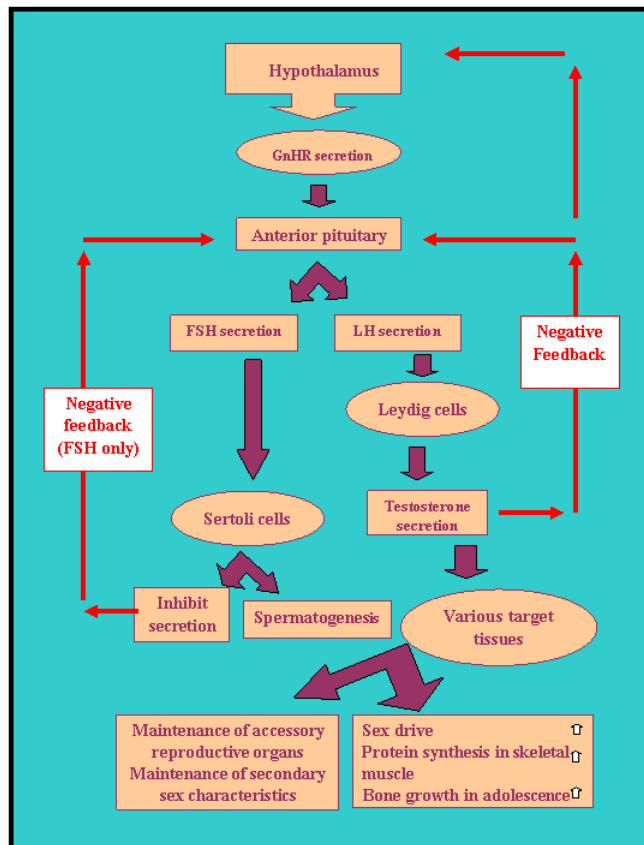 Hypothalamus
GnHR secretion
Anterior pituitary
FSH secretion
LH secretion
Negative
Feedback
Negative
feedback
(FSH only)
Leydig cells
Sertoli cells
Testosterone
secretion
Inhibit
secretion
Spermatogenesis
Various target
tissues
Maintenance of accessory
reproductive organs
Maintenance of secondary
sex characteristics
Sex drive
Protein synthesis in skeletal
muscle
Bone growth in adolescence